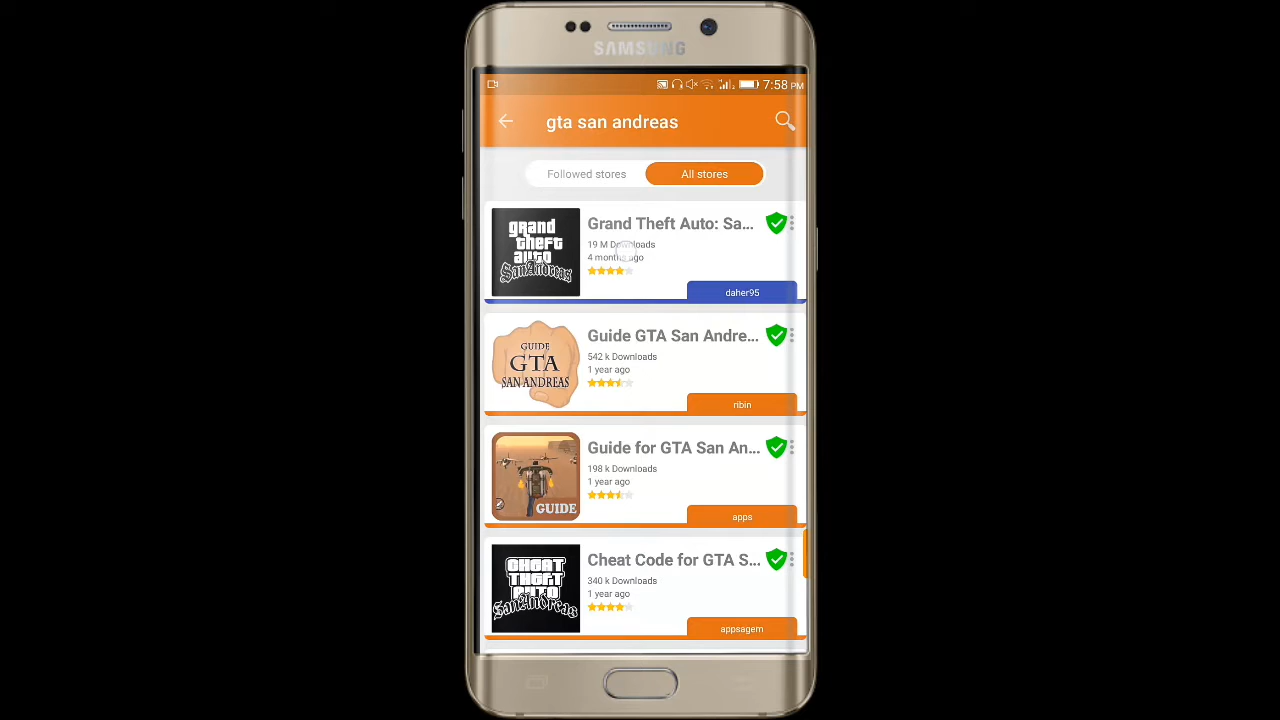 SAMSUNG
7:58 PM
gta san andreas
Followed stores
All stores
grand
theft
auto
San Andreas
Grand Theft Auto: Sa...
19 M Downloads
4 months ago
daher95
GUIDE
GTA
SAN ANDREAS
Guide GTA San Andre...
542 k Downloads
1 year ago
ribin
GUIDE
Guide for GTA San An...
198 k Downloads
1 year ago
apps
CHEAT
THEFT
AUTO
San Andreas
Cheat Code for GTA S...
340 k Downloads
1 year ago
appsagem